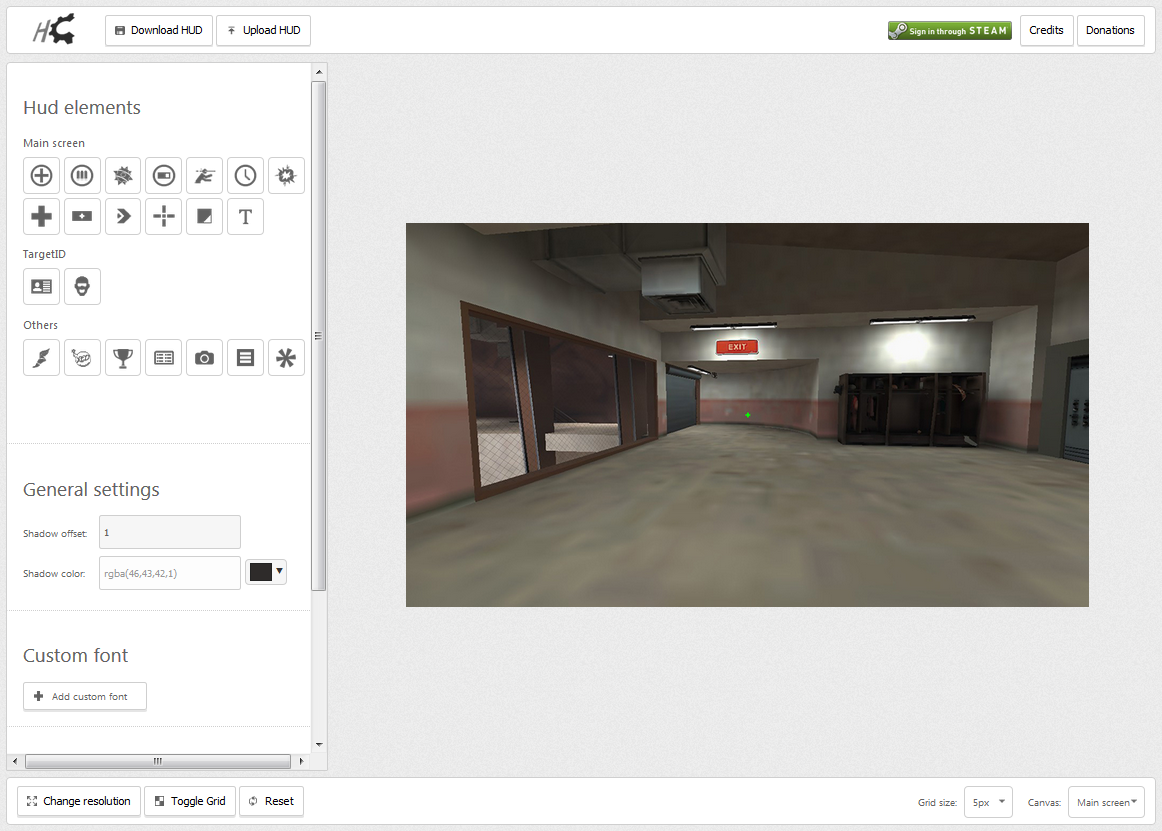 HC
Download HUD
Upload HUD
Sign in through STEAM
Credits
Donations
Hud elements
Main screen
T
TargetID
Others
General settings
Shadow offset: 1
Shadow color: rgba(46,43,42,1)
Custom font
Add custom font
EXIT
Change resolution
Toggle Grid
Reset
Grid size: 5px
Canvas: Main screen